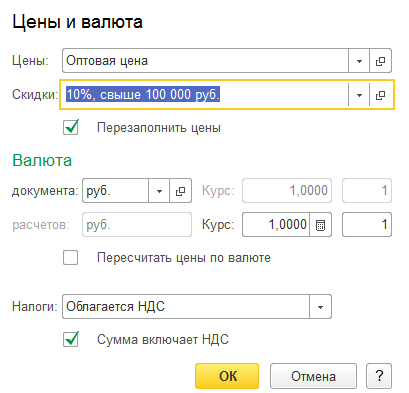 Цены и валюта
Цены: Оптовая цена
Скидки: 10%, свыше 100 000 руб.
Перезаполнить цены
Валюта
документа: руб. Курс: 1,0000 1
расчетов: руб. Курс: 1,0000 1
Пересчитать цены по валюте
Налоги: Облагается НДС
Сумма включает НДС
ОК Отмена ?